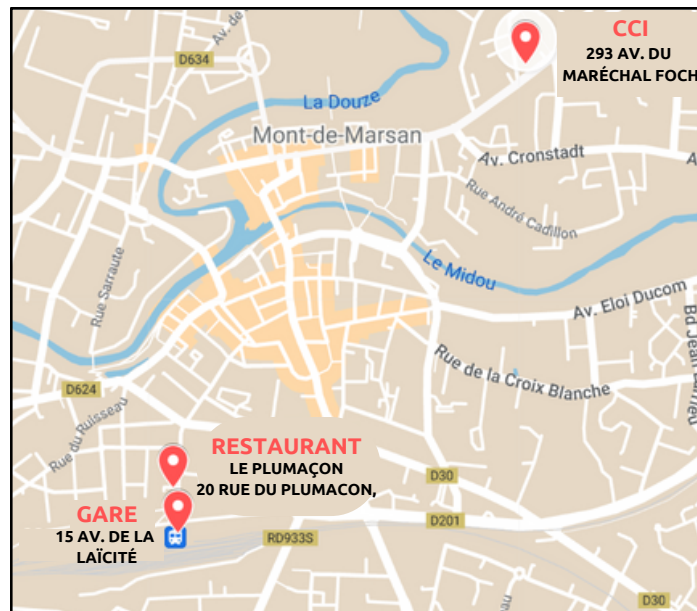 CCI
293 AV. DU
MARÉCHAL FOCH
Av. de
D634
La Douze
Mont-de-Marsan
Av. Cronstadt
A
Rue André Cadillon
Rue Sarraute
Le Midou
Av. Eloi Ducom
Rue de la Croix Blanche
D624
Rue du Ruisseau
RESTAURANT
LE PLUMAÇON
20 RUE DU PLUMACON,
D30
GARE
15 AV. DE LA
LAÏCITÉ
D201
RD933S
D30